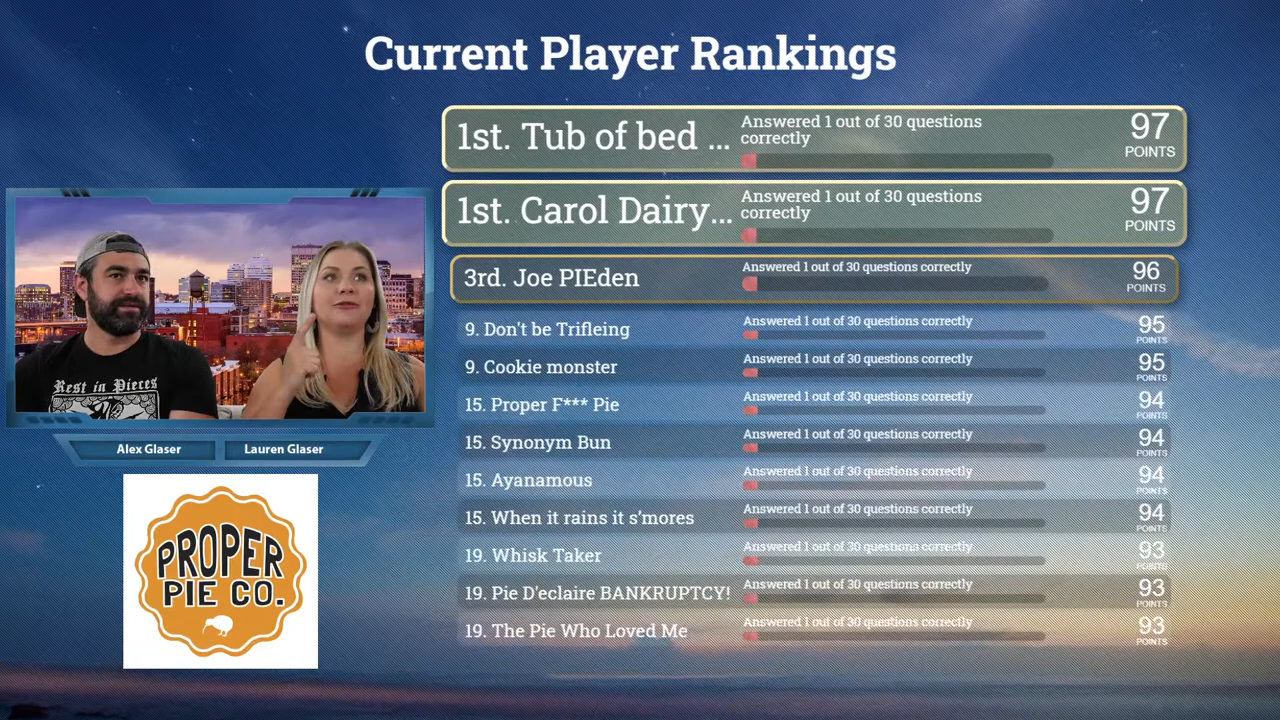 Current Player Rankings
1st. Tub of bed ...
Answered 1 out of 30 questions
correctly
97
POINTS
1st. Carol Dairy...
Answered 1 out of 30 questions
correctly
97
POINTS
3rd. Joe PIEden
Answered 1 out of 30 questions correctly
96
POINTS
9. Don't be Trifleing
Answered 1 out of 30 questions correctly
95
POINTS
9. Cookie monster
Answered 1 out of 30 questions correctly
95
POINTS
15. Proper F*** Pie
Answered 1 out of 30 questions correctly
94
POINTS
15. Synonym Bun
Answered 1 out of 30 questions correctly
94
POINTS
15. Ayanamous
Answered 1 out of 30 questions correctly
94
POINTS
15. When it rains it s'mores
Answered 1 out of 30 questions correctly
94
POINTS
19. Whisk Taker
Answered 1 out of 30 questions correctly
93
POINTS
19. Pie D'eclaire BANKRUPTCY!
Answered 1 out of 30 questions correctly
93
POINTS
19. The Pie Who Loved Me
Answered 1 out of 30 questions correctly
93
POINTS
Rest in Pieces
Alex Glaser
Lauren Glaser
PROPER
PIE CO.